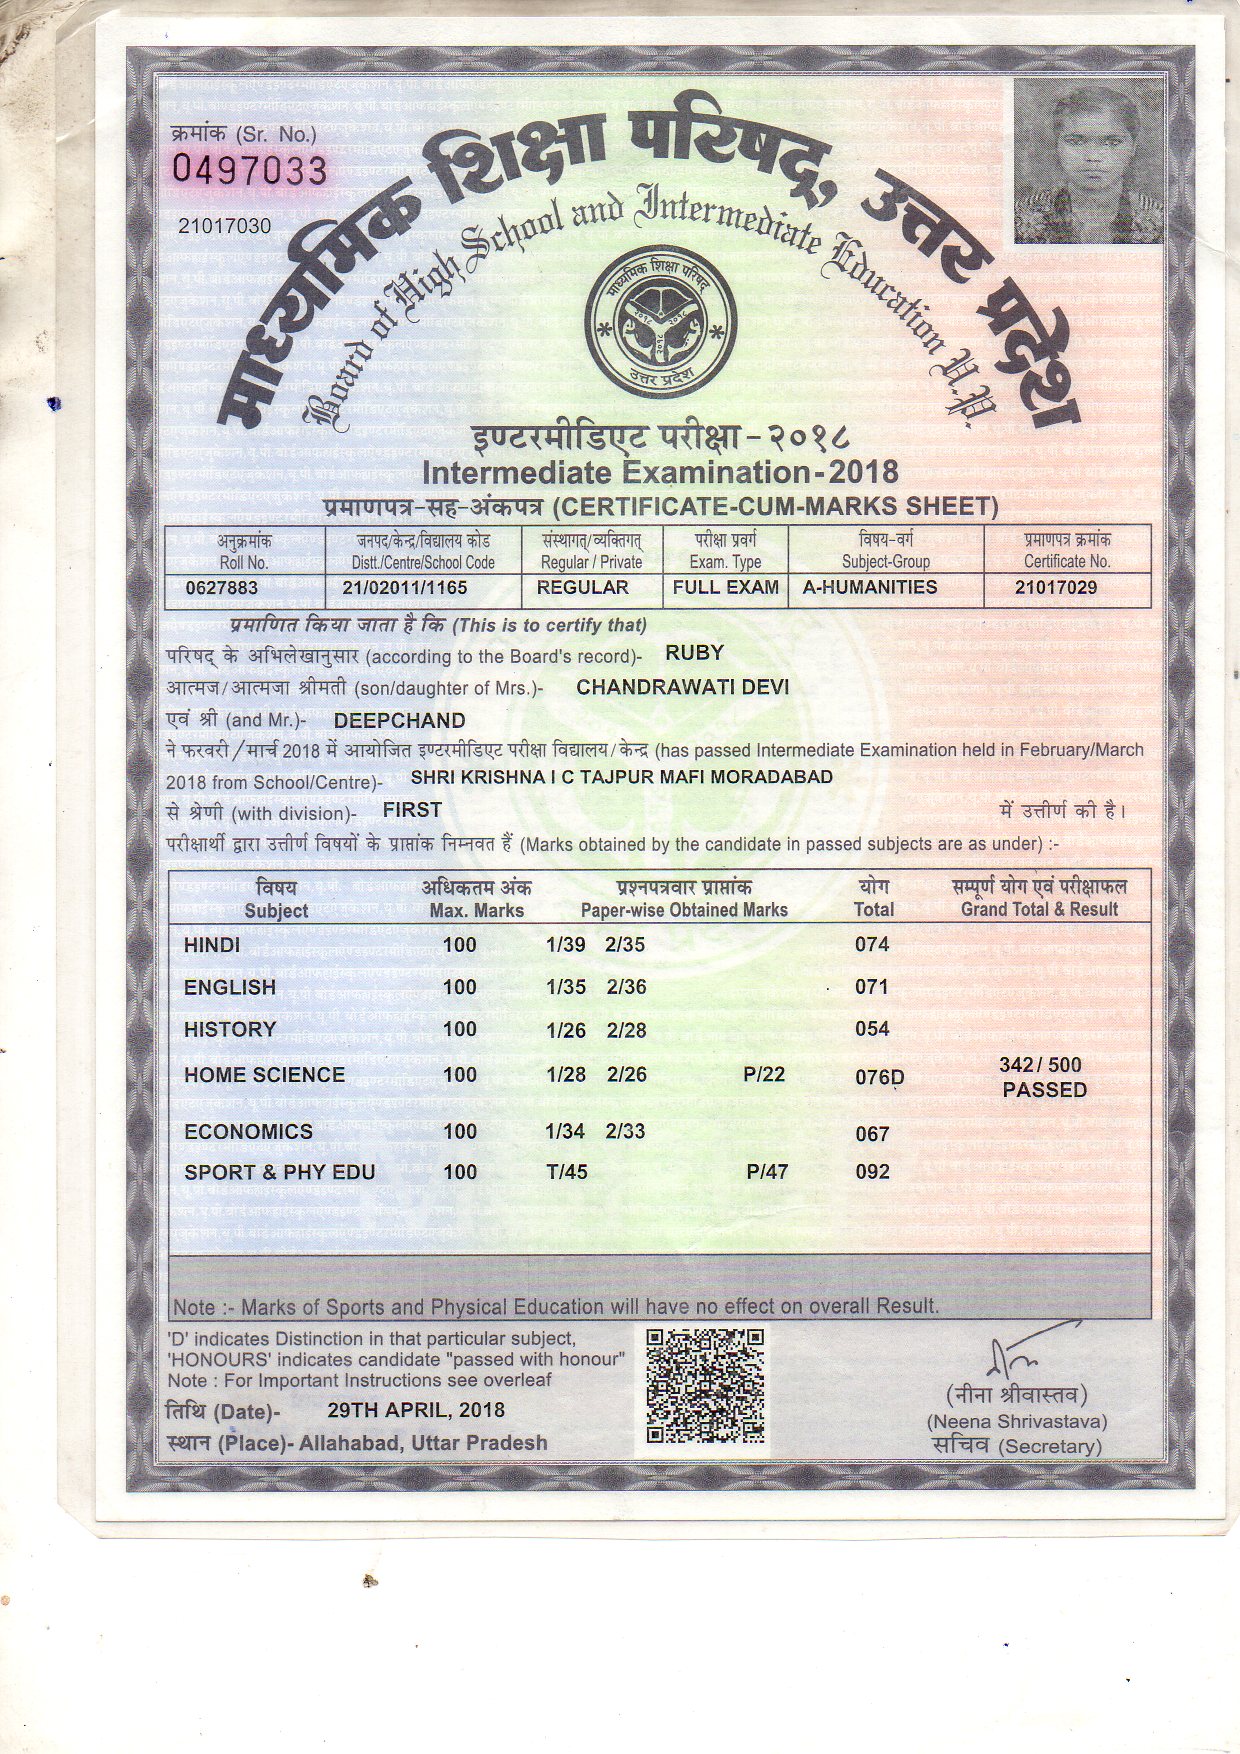 क्रमांक (Sr. No.)
0497033
21017030
माध्यमिक शिक्षा परिषद्, उत्तर प्रदेश
Board of High School and Intermediate Education U.P.
माध्यमिक शिक्षा परिषद्
२०१८ २०१८
२०१८
उत्तर प्रदेश
इण्टरमीडिएट परीक्षा - २०१८
Intermediate Examination - 2018
प्रमाणपत्र-सह-अंकपत्र (CERTIFICATE-CUM-MARKS SHEET)
अनुक्रमांक जनपद/केन्द्र/विद्यालय कोड संस्थागत्/व्यक्तिगत् परीक्षा प्रवर्ग विषय-वर्ग प्रमाणपत्र क्रमांक
Roll No. Distt./Centre/School Code Regular / Private Exam. Type Subject-Group Certificate No.
0627883 21/02011/1165 REGULAR FULL EXAM A-HUMANITIES 21017029
प्रमाणित किया जाता है कि (This is to certify that)
परिषद् के अभिलेखानुसार (according to the Board's record)- RUBY
आत्मज/आत्मजा श्रीमती (son/daughter of Mrs.)- CHANDRAWATI DEVI
एवं श्री (and Mr.)- DEEPCHAND
ने फरवरी/मार्च 2018 में आयोजित इण्टरमीडिएट परीक्षा विद्यालय/केन्द्र (has passed Intermediate Examination held in February/March
2018 from School/Centre)- SHRI KRISHNA I C TAJPUR MAFI MORADABAD
से श्रेणी (with division)- FIRST में उत्तीर्ण की है।
परीक्षार्थी द्वारा उत्तीर्ण विषयों के प्राप्तांक निम्नवत हैं (Marks obtained by the candidate in passed subjects are as under) :-
विषय अधिकतम अंक प्रश्नपत्रवार प्राप्तांक योग सम्पूर्ण योग एवं परीक्षाफल
Subject Max. Marks Paper-wise Obtained Marks Total Grand Total & Result
HINDI 100 1/39 2/35 074
ENGLISH 100 1/35 2/36 071
HISTORY 100 1/26 2/28 054
HOME SCIENCE 100 1/28 2/26 P/22 076D 342/ 500
PASSED
ECONOMICS 100 1/34 2/33 067
SPORT & PHY EDU 100 T/45 P/47 092
Note :- Marks of Sports and Physical Education will have no effect on overall Result.
'D' indicates Distinction in that particular subject,
'HONOURS' indicates candidate "passed with honour"
Note : For Important Instructions see overleaf
तिथि (Date)- 29TH APRIL, 2018
स्थान (Place)- Allahabad, Uttar Pradesh
(नीना श्रीवास्तव)
(Neena Shrivastava)
सचिव (Secretary)